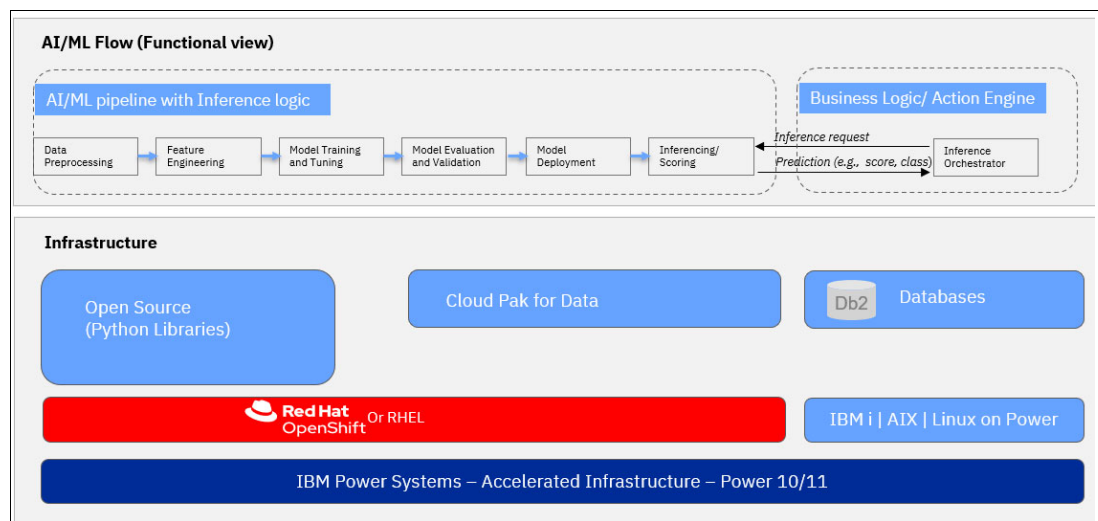 AI/ML Flow (Functional view)
AI/ML pipeline with Inference logic
Business Logic/ Action Engine
Data
Preprocessing
Feature
Engineering
Model Training
and Tuning
Model Evaluation
and Validation
Model
Deployment
Inferencing/
Scoring
Inference request
Prediction (e.g., score, class)
Inference
Orchestrator
Infrastructure
Open Source
(Python Libraries)
Cloud Pak for Data
Db2
Databases
Red Hat
OpenShift
Or RHEL
IBM i | AIX | Linux on Power
IBM Power Systems – Accelerated Infrastructure – Power 10/11